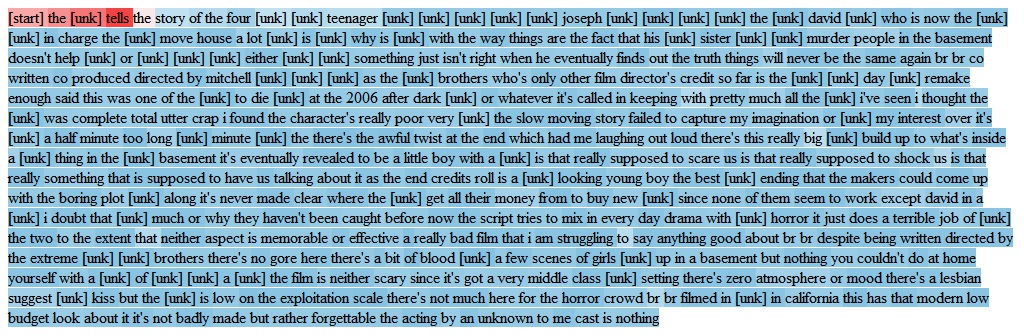 [start] the [unk] tells the story of the four [unk] [unk] teenager [unk] [unk] [unk] [unk] [unk] joseph [unk] [unk] [unk] [unk] the [unk] david [unk] who is now the [unk]
[unk] in charge the [unk] move house a lot [unk] is [unk] why is [unk] with the way things are the fact that his [unk] sister [unk] [unk] murder people in the basement
doesn't help [unk] or [unk] [unk] [unk] either [unk] [unk] something just isn't right when he eventually finds out the truth things will never be the same again br br co
written co produced directed by mitchell [unk] [unk] [unk] as the [unk] brothers who's only other film director's credit so far is the [unk] [unk] day [unk] remake
enough said this was one of the [unk] to die [unk] at the 2006 after dark [unk] or whatever it's called in keeping with pretty much all the [unk] i've seen i thought the
[unk] was complete total utter crap i found the character's really poor very [unk] the slow moving story failed to capture my imagination or [unk] my interest over it's
[unk] a half minute too long [unk] minute [unk] the there's the awful twist at the end which had me laughing out loud there's this really big [unk] build up to what's inside
a [unk] thing in the [unk] basement it's eventually revealed to be a little boy with a [unk] is that really supposed to scare us is that really supposed to shock us is that
really something that is supposed to have us talking about it as the end credits roll is a [unk] looking young boy the best [unk] ending that the makers could come up
with the boring plot [unk] along it's never made clear where the [unk] get all their money from to buy new [unk] since none of them seem to work except david in a
[unk] i doubt that [unk] much or why they haven't been caught before now the script tries to mix in every day drama with [unk] horror it just does a terrible job of [unk]
the two to the extent that neither aspect is memorable or effective a really bad film that i am struggling to say anything good about br br despite being written directed by
the extreme [unk] [unk] brothers there's no gore here there's a bit of blood [unk] a few scenes of girls [unk] up in a basement but nothing you couldn't do at home
yourself with a [unk] of [unk] [unk] a [unk] the film is neither scary since it's got a very middle class [unk] setting there's zero atmosphere or mood there's a lesbian
suggest [unk] kiss but the [unk] is low on the exploitation scale there's not much here for the horror crowd br br filmed in [unk] in california this has that modern low
budget look about it it's not badly made but rather forgettable the acting by an unknown to me cast is nothing